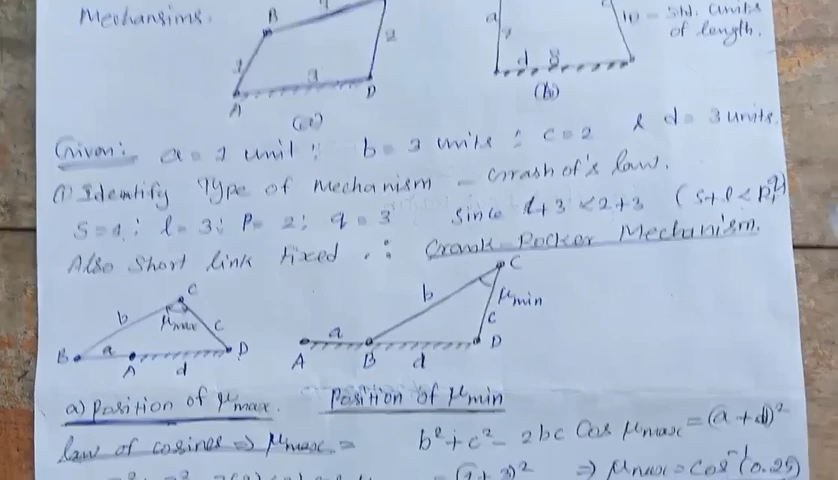 Mechansims.
B
2
A
D
(a)
a
7
d 8
10 - Std. units
of length.
(b)
Given: a = 1 unit ; b = 3 units ; c = 2 & d = 3 units.
(1) Identify Type of Mechanism - Grashof's law.
S = 1 ; l = 3 ; P = 2 ; q = 3 Since 1+3 < 2+3 (S+l < P+q)
Also Short link fixed ∴ Crank Rocker Mechanism.
C
b
μmax
c
B
a
A
d
D
C
b
μmin
c
a
A
B
d
D
a) Position of μmax. Position of μmin
law of cosines ⇒ μmax = b² + c² - 2bc Cos μmax = (a + d)²
⇒ μmax = Cos⁻¹(0.25)